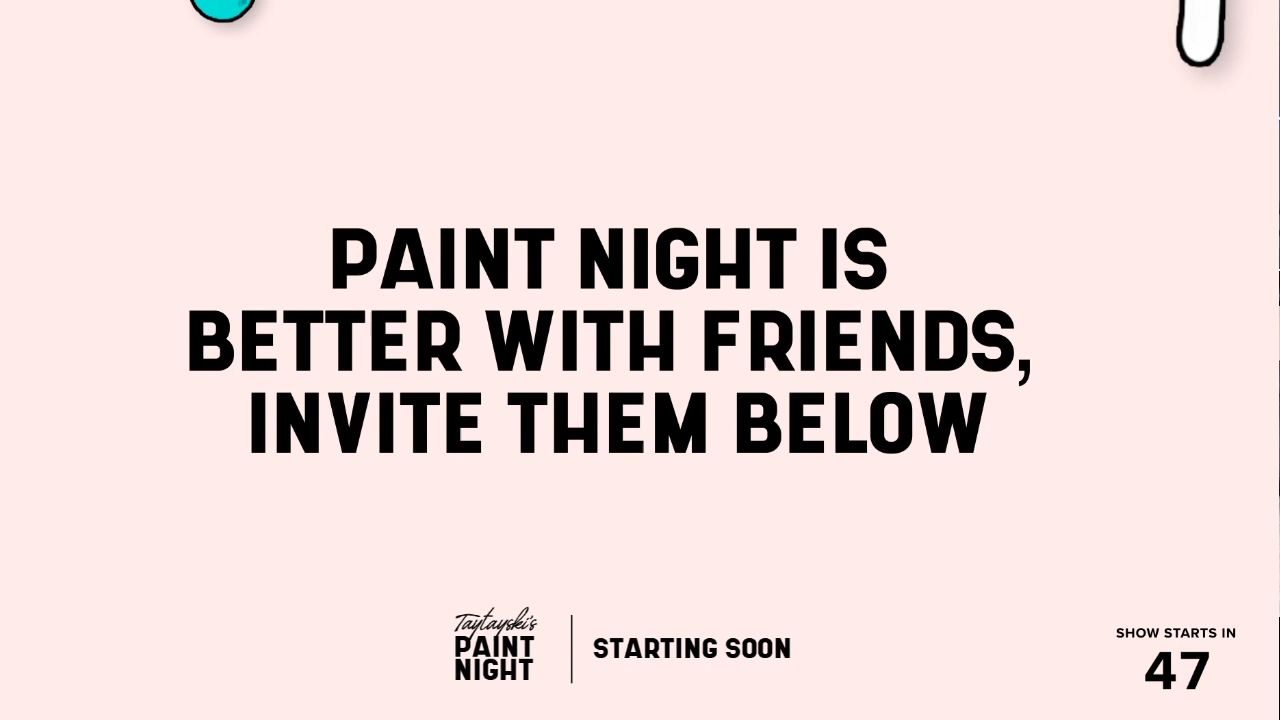 PAINT NIGHT IS
BETTER WITH FRIENDS,
INVITE THEM BELOW
Taytayski's
PAINT
NIGHT
STARTING SOON
SHOW STARTS IN
47